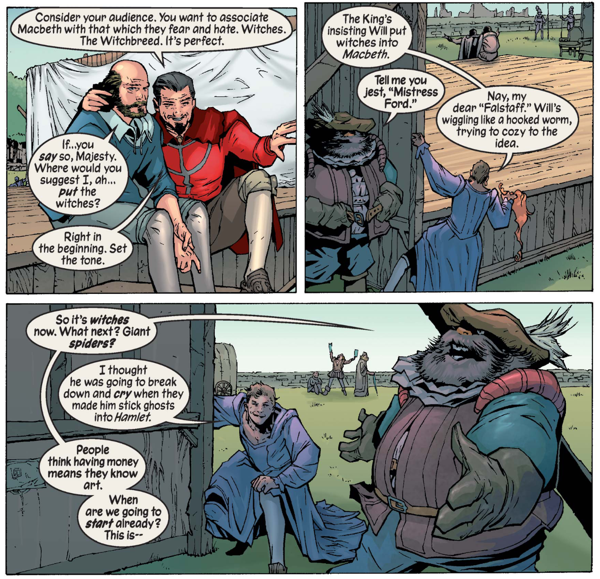 Consider your audience. You want to associate
Macbeth with that which they fear and hate. Witches.
The Witchbreed. It's perfect.
If...you
say so, Majesty.
Where would you
suggest I, ah...
put the
witches?
Right in
the beginning. Set
the tone.
The King's
insisting Will put
witches into
Macbeth.
Tell me you
jest, "Mistress
Ford."
Nay, my
dear "Falstaff." Will's
wiggling like a hooked worm,
trying to cozy to the
idea.
So it's witches
now. What next? Giant
spiders?
I thought
he was going to break
down and cry when they
made him stick ghosts
into Hamlet.
People
think having money
means they know
art.
When
are we going to
start already?
This is--